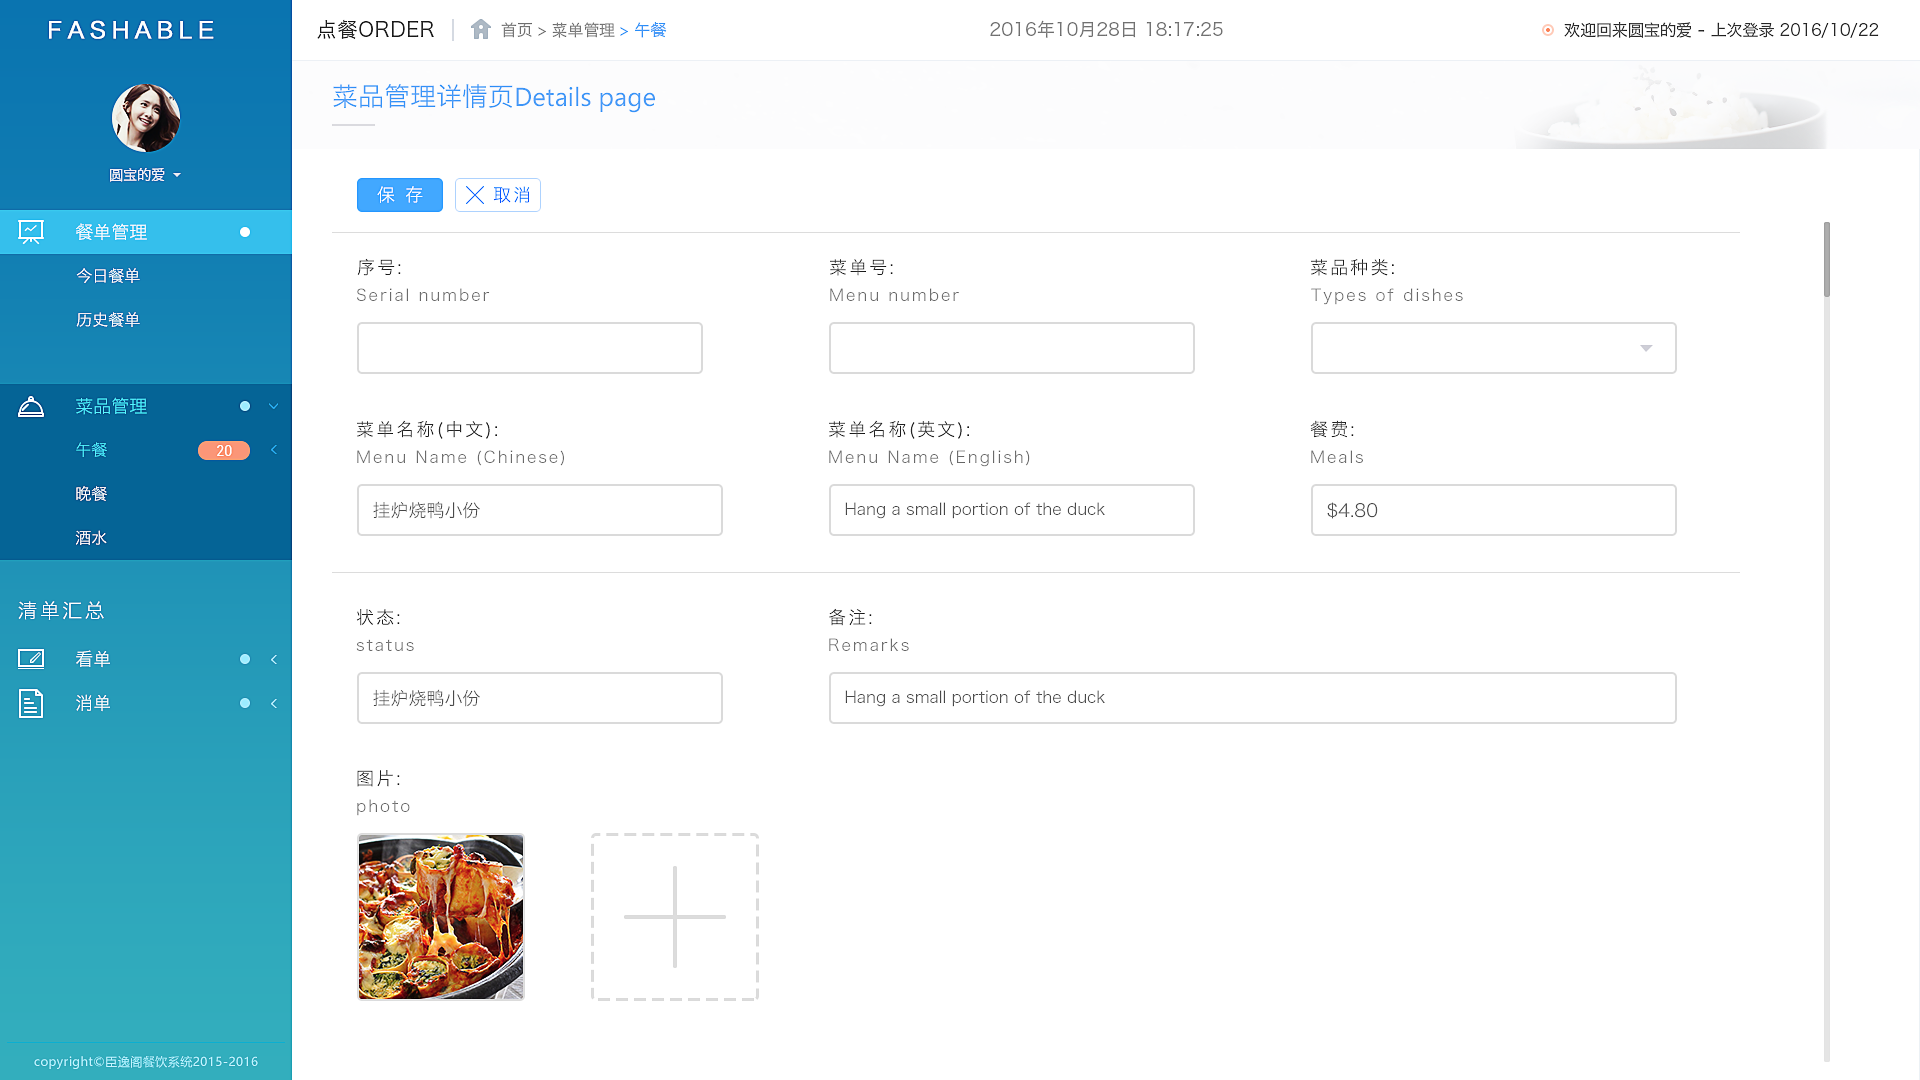 FASHABLE
圆宝的爱
餐单管理
今日餐单
历史餐单
菜品管理
午餐 20
晚餐
酒水
清单汇总
看单
消单
copyright©臣逸阁餐饮系统2015-2016
点餐ORDER 首页 > 菜单管理 > 午餐 2016年10月28日 18:17:25 欢迎回来圆宝的爱 - 上次登录 2016/10/22
菜品管理详情页Details page
保 存 取消
序号: 菜单号: 菜品种类:
Serial number Menu number Types of dishes
菜单名称(中文): 菜单名称(英文): 餐费:
Menu Name (Chinese) Menu Name (English) Meals
挂炉烧鸭小份 Hang a small portion of the duck $4.80
状态: 备注:
status Remarks
挂炉烧鸭小份 Hang a small portion of the duck
图片:
photo